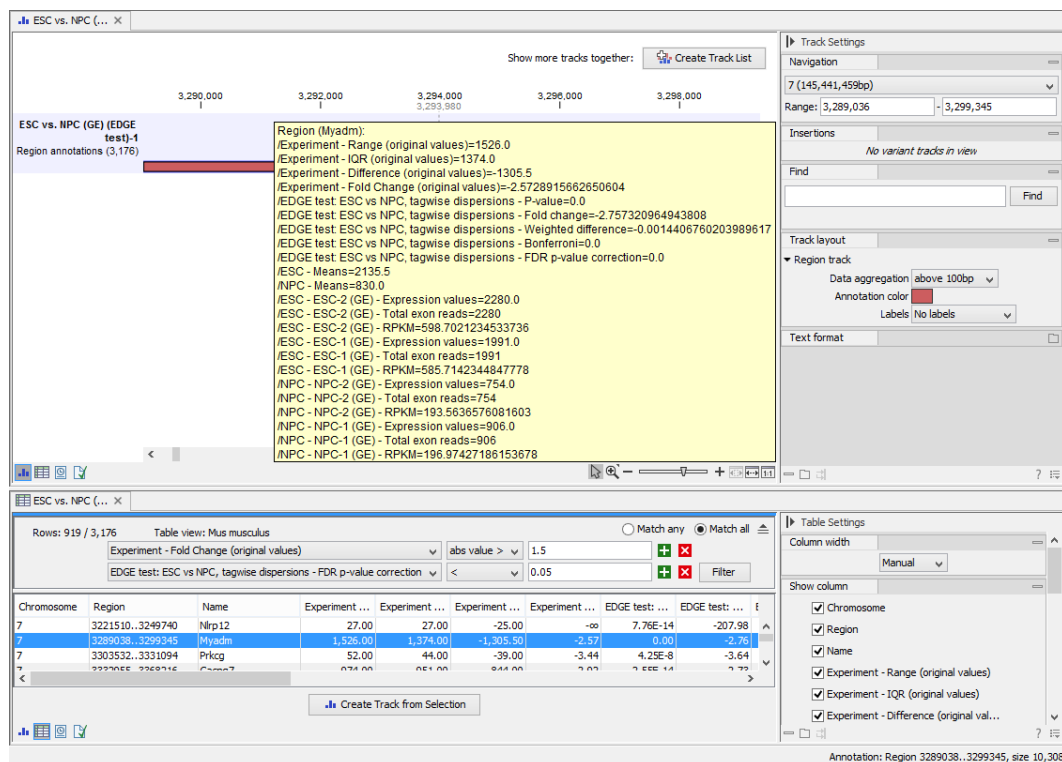 ESC vs. NPC (... ×
Show more tracks together: Create Track List
3,290,000 3,292,000 3,294,000 3,296,000 3,298,000
3,293,980
ESC vs. NPC (GE) (EDGE
test)-1
Region annotations (3,176)
Region (Myadm):
/Experiment - Range (original values)=1526.0
/Experiment - IQR (original values)=1374.0
/Experiment - Difference (original values)=-1305.5
/Experiment - Fold Change (original values)=-2.5728915662650604
/EDGE test: ESC vs NPC, tagwise dispersions - P-value=0.0
/EDGE test: ESC vs NPC, tagwise dispersions - Fold change=-2.757320964943808
/EDGE test: ESC vs NPC, tagwise dispersions - Weighted difference=-0.0014406760203989617
/EDGE test: ESC vs NPC, tagwise dispersions - Bonferroni=0.0
/EDGE test: ESC vs NPC, tagwise dispersions - FDR p-value correction=0.0
/ESC - Means=2135.5
/NPC - Means=830.0
/ESC - ESC-2 (GE) - Expression values=2280.0
/ESC - ESC-2 (GE) - Total exon reads=2280
/ESC - ESC-2 (GE) - RPKM=598.7021234533736
/ESC - ESC-1 (GE) - Expression values=1991.0
/ESC - ESC-1 (GE) - Total exon reads=1991
/ESC - ESC-1 (GE) - RPKM=585.7142344847778
/NPC - NPC-2 (GE) - Expression values=754.0
/NPC - NPC-2 (GE) - Total exon reads=754
/NPC - NPC-2 (GE) - RPKM=193.5636576081603
/NPC - NPC-1 (GE) - Expression values=906.0
/NPC - NPC-1 (GE) - Total exon reads=906
/NPC - NPC-1 (GE) - RPKM=196.97427186153678
1:1
Track Settings
Navigation
7 (145,441,459bp)
Range: 3,289,036 - 3,299,345
Insertions
No variant tracks in view
Find
Find
Track layout
Region track
Data aggregation above 100bp
Annotation color
Labels No labels
Text format
?
ESC vs. NPC (... ×
Rows: 919 / 3,176 Table view: Mus musculus Match any Match all
Experiment - Fold Change (original values) abs value > 1.5
EDGE test: ESC vs NPC, tagwise dispersions - FDR p-value correction < 0.05 Filter
Chromosome Region Name Experiment ... Experiment ... Experiment ... Experiment ... EDGE test: ... EDGE test: ... E
7 3221510..3249740 Nlrp12 27.00 27.00 -25.00 -∞ 7.76E-14 -207.98
7 3289038..3299345 Myadm 1,526.00 1,374.00 -1,305.50 -2.57 0.00 -2.76
7 3303532..3331094 Prkcg 52.00 44.00 -39.00 -3.44 4.25E-8 -3.64
Create Track from Selection
Table Settings
Column width
Manual
Show column
Chromosome
Region
Name
Experiment - Range (original values)
Experiment - IQR (original values)
Experiment - Difference (original val...
?
Annotation: Region 3289038..3299345, size 10,308